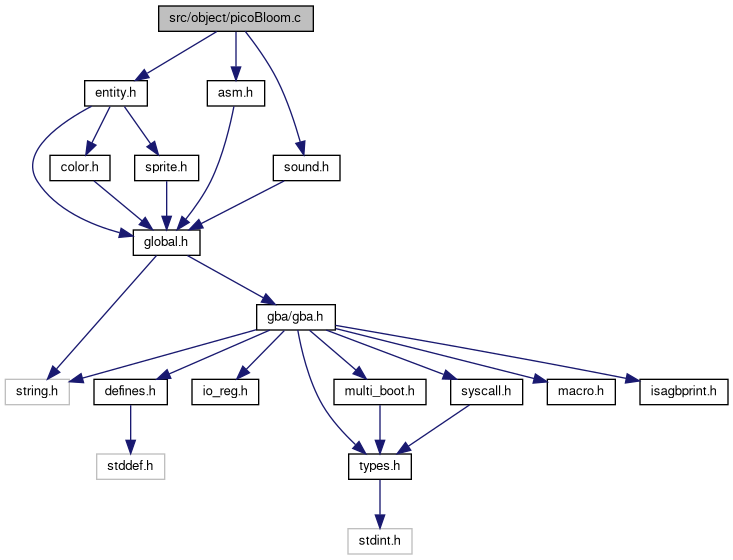 src/object/picoBloom.c
entity.h
asm.h
color.h
sprite.h
sound.h
global.h
gba/gba.h
string.h
defines.h
io_reg.h
multi_boot.h
syscall.h
macro.h
isagbprint.h
stddef.h
types.h
stdint.h